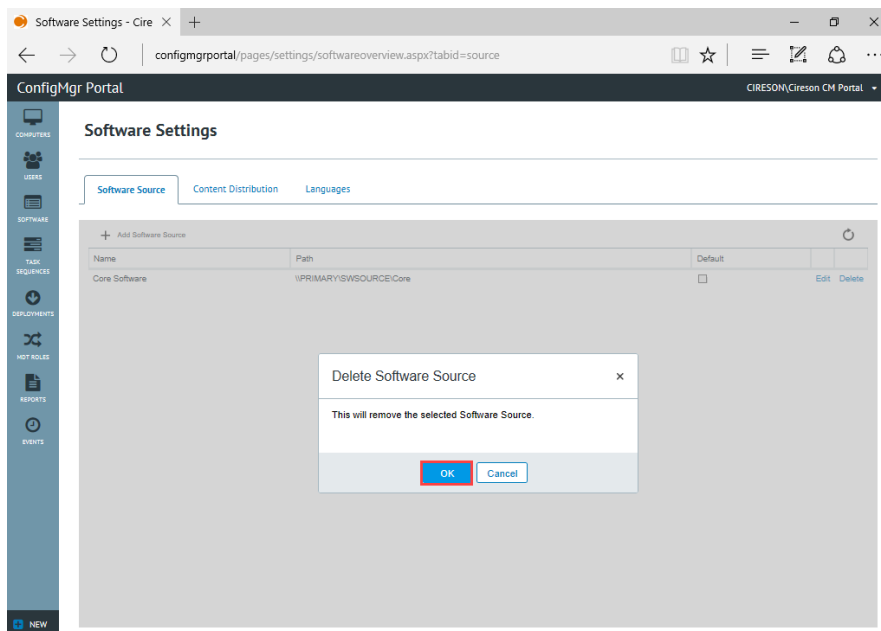 Software Settings - Cire
configmgrportal/pages/settings/softwareoverview.aspx?tabid=source
ConfigMgr Portal
CIRESON\Cireson CM Portal
COMPUTERS
USERS
SOFTWARE
TASK
SEQUENCES
DEPLOYMENTS
MDT ROLES
REPORTS
EVENTS
NEW
Software Settings
Software Source
Content Distribution
Languages
Add Software Source
Name Path Default
Core Software \\PRIMARY\SWSOURCE\Core Edit Delete
Delete Software Source
This will remove the selected Software Source.
OK
Cancel